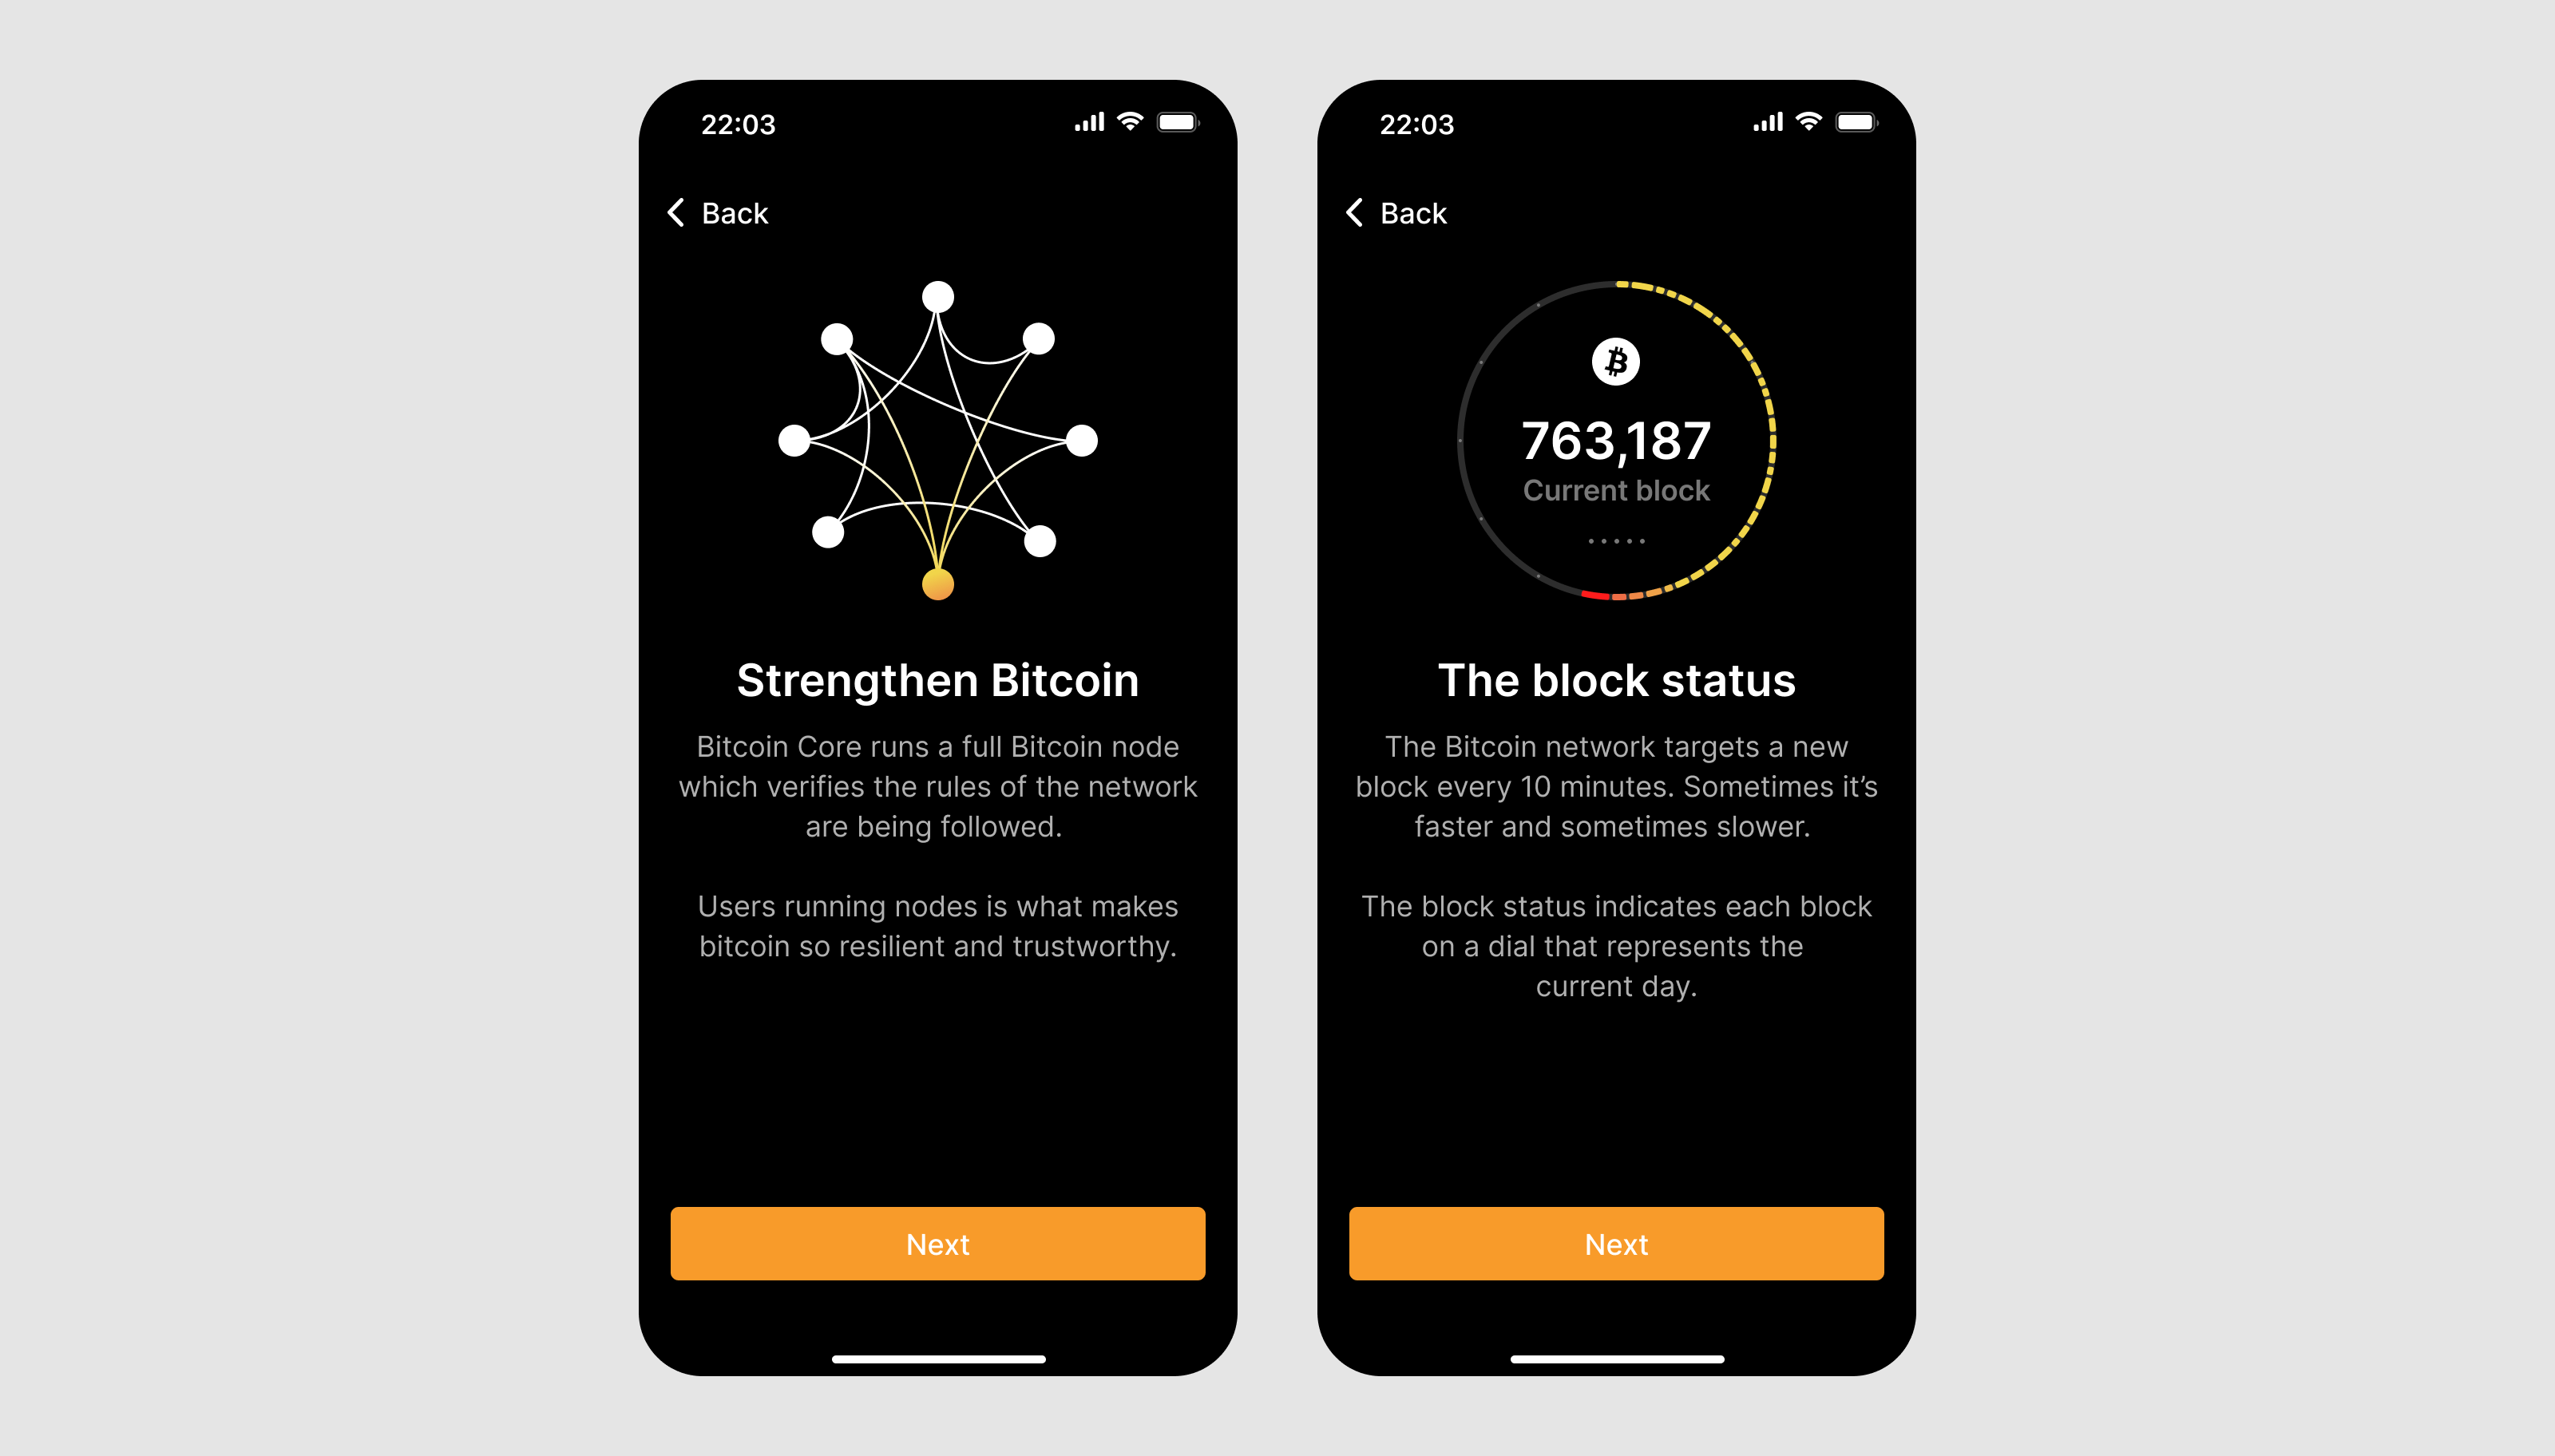 22:03
Back
Strengthen Bitcoin
Bitcoin Core runs a full Bitcoin node
which verifies the rules of the network
are being followed.
Users running nodes is what makes
bitcoin so resilient and trustworthy.
Next
22:03
Back
763,187
Current block
The block status
The Bitcoin network targets a new
block every 10 minutes. Sometimes it’s
faster and sometimes slower.
The block status indicates each block
on a dial that represents the
current day.
Next